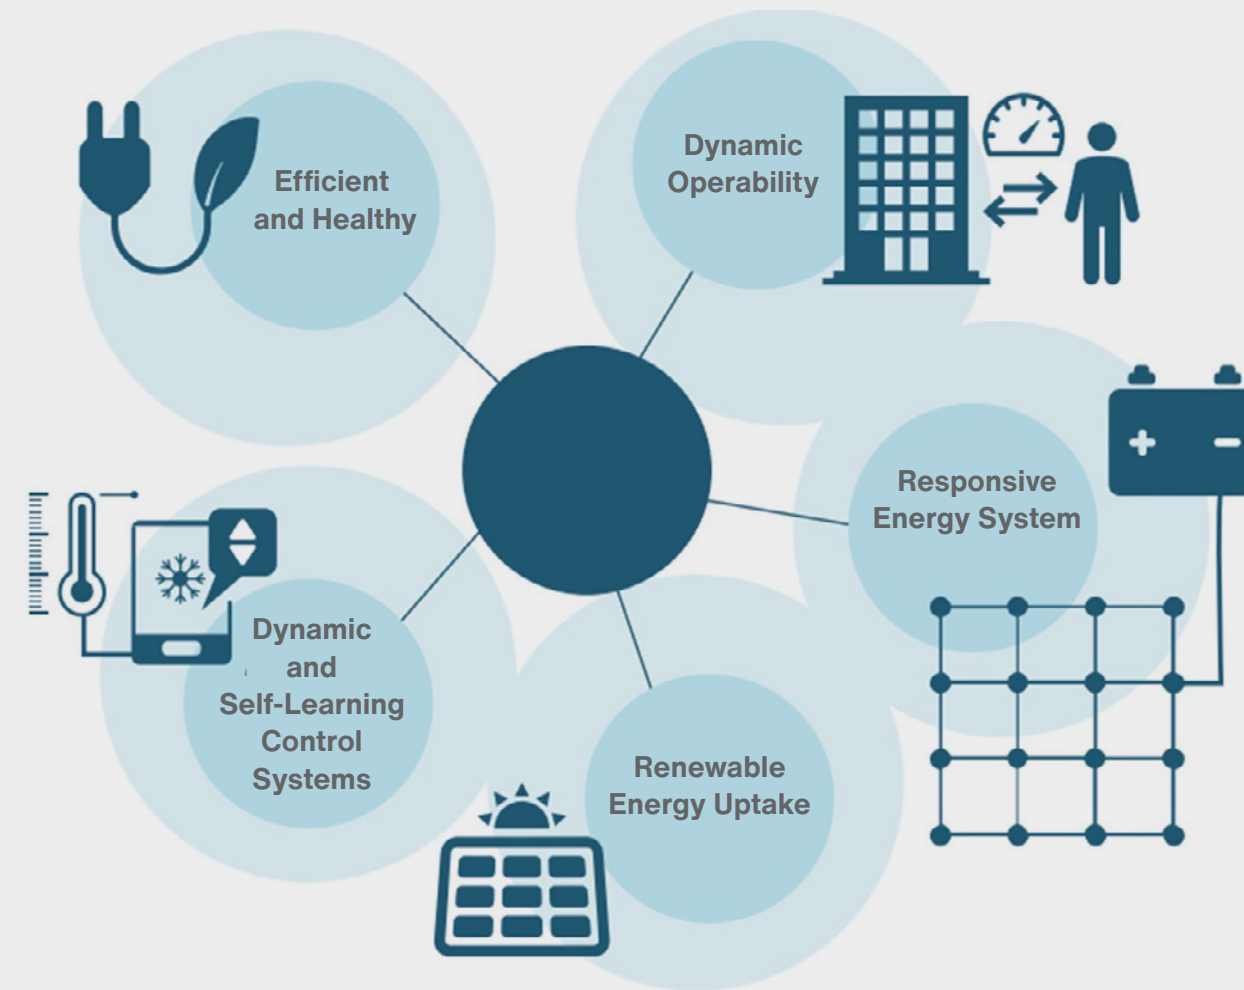 Efficient
and Healthy
Dynamic
Operability
Responsive
Energy System
Dynamic
and
Self-Learning
Control
Systems
Renewable
Energy Uptake